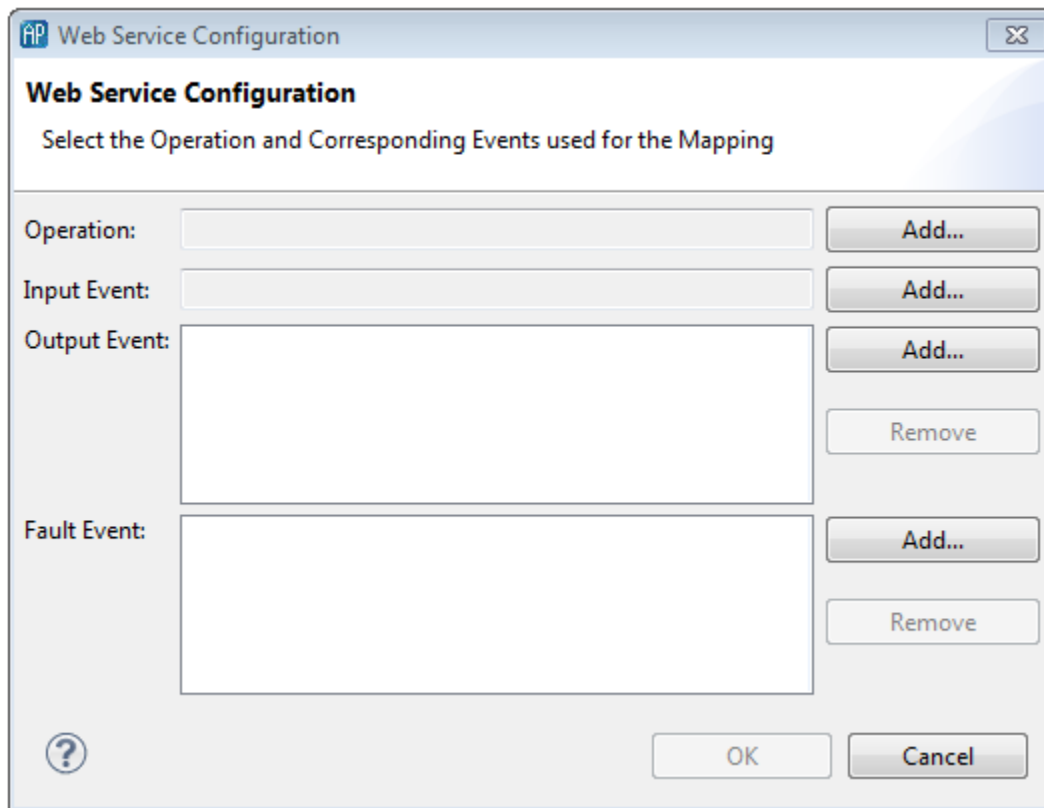 AP Web Service Configuration
Web Service Configuration
Select the Operation and Corresponding Events used for the Mapping
Operation: Add...
Input Event: Add...
Output Event: Add...
Remove
Fault Event: Add...
Remove
? OK Cancel